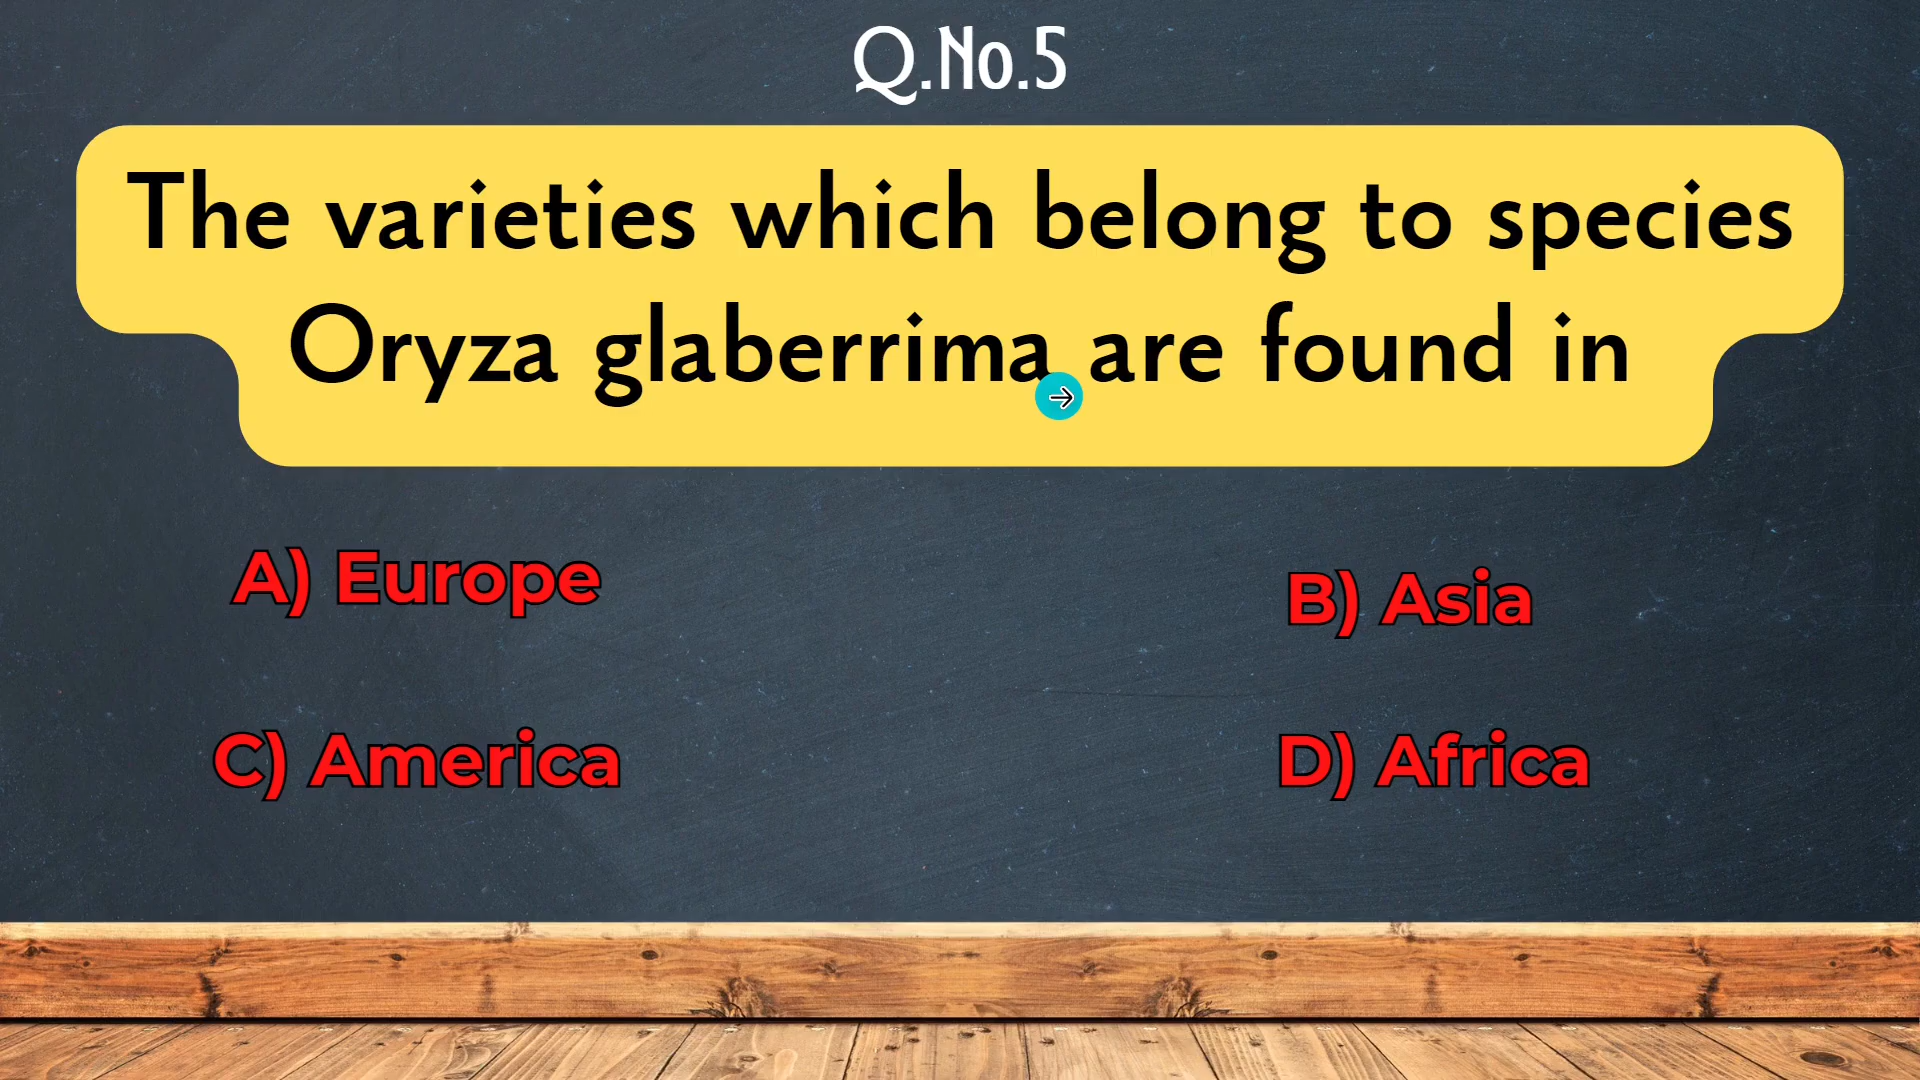 Q.No.5
The varieties which belong to species
Oryza glaberrima are found in
A) Europe
B) Asia
C) America
D) Africa